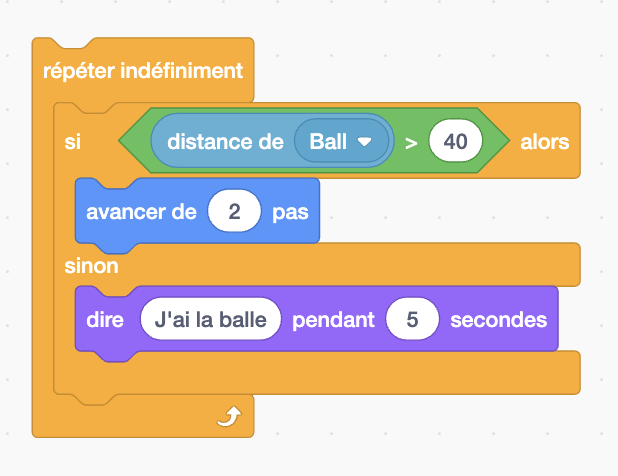 répéter indéfiniment
si distance de Ball > 40 alors
avancer de 2 pas
sinon
dire J'ai la balle pendant 5 secondes